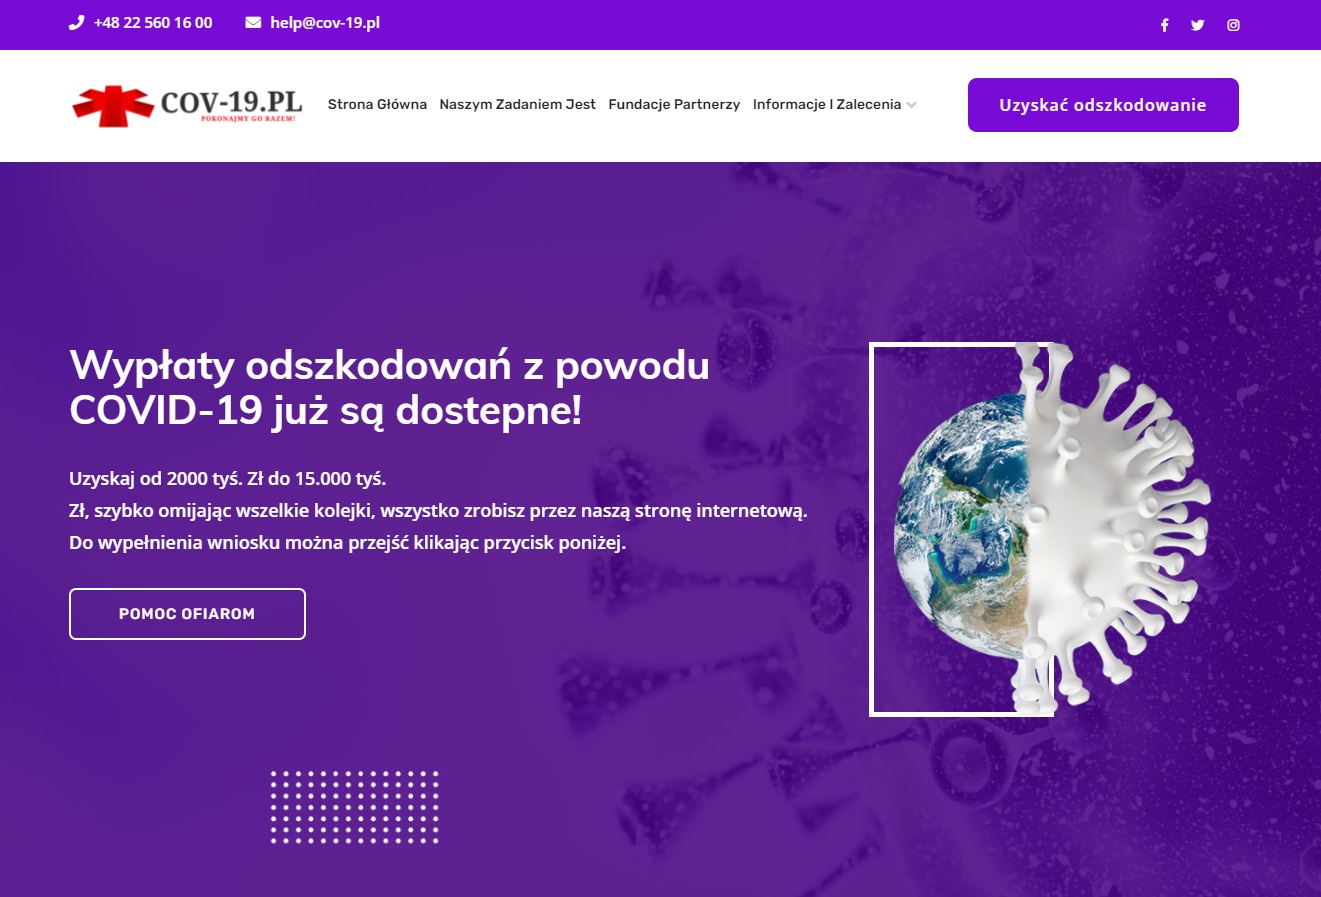 +48 22 560 16 00
help@cov-19.pl
COV-19.PL
POKONAJMY GO RAZEM!
Strona Główna Naszym Zadaniem Jest Fundacje Partnerzy Informacje I Zalecenia
Uzyskać odszkodowanie
Wypłaty odszkodowań z powodu
COVID-19 już są dostepne!
Uzyskaj od 2000 tyś. Zł do 15.000 tyś.
Zł, szybko omijając wszelkie kolejki, wszystko zrobisz przez naszą stronę internetową.
Do wypełnienia wniosku można przejść klikając przycisk poniżej.
POMOC OFIAROM